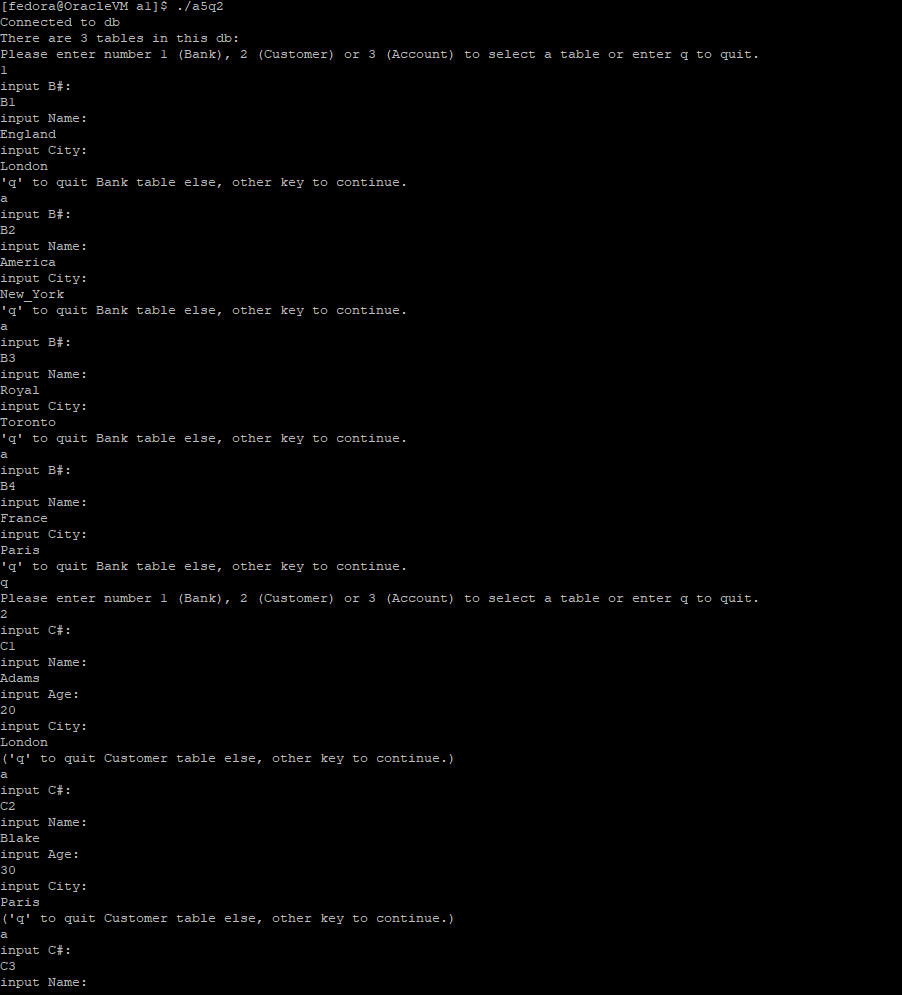 [fedora@OracleVM a1]$ ./a5q2
Connected to db
There are 3 tables in this db:
Please enter number 1 (Bank), 2 (Customer) or 3 (Account) to select a table or enter q to quit.
1
input B#:
B1
input Name:
England
input City:
London
'q' to quit Bank table else, other key to continue.
a
input B#:
B2
input Name:
America
input City:
New_York
'q' to quit Bank table else, other key to continue.
a
input B#:
B3
input Name:
Royal
input City:
Toronto
'q' to quit Bank table else, other key to continue.
a
input B#:
B4
input Name:
France
input City:
Paris
'q' to quit Bank table else, other key to continue.
q
Please enter number 1 (Bank), 2 (Customer) or 3 (Account) to select a table or enter q to quit.
2
input C#:
C1
input Name:
Adams
input Age:
20
input City:
London
('q' to quit Customer table else, other key to continue.)
a
input C#:
C2
input Name:
Blake
input Age:
30
input City:
Paris
('q' to quit Customer table else, other key to continue.)
a
input C#:
C3
input Name: